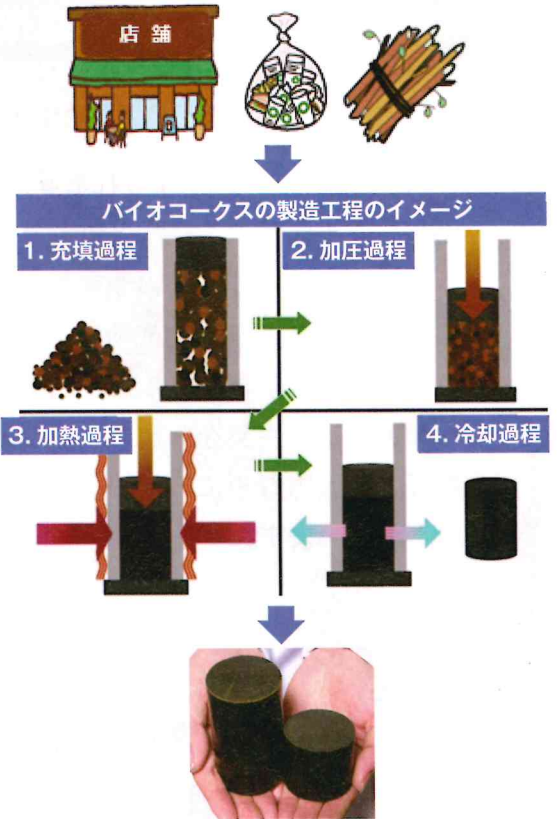 店舗
バイオコークスの製造工程のイメージ
1. 充填過程
2. 加圧過程
3. 加熱過程
4. 冷却過程